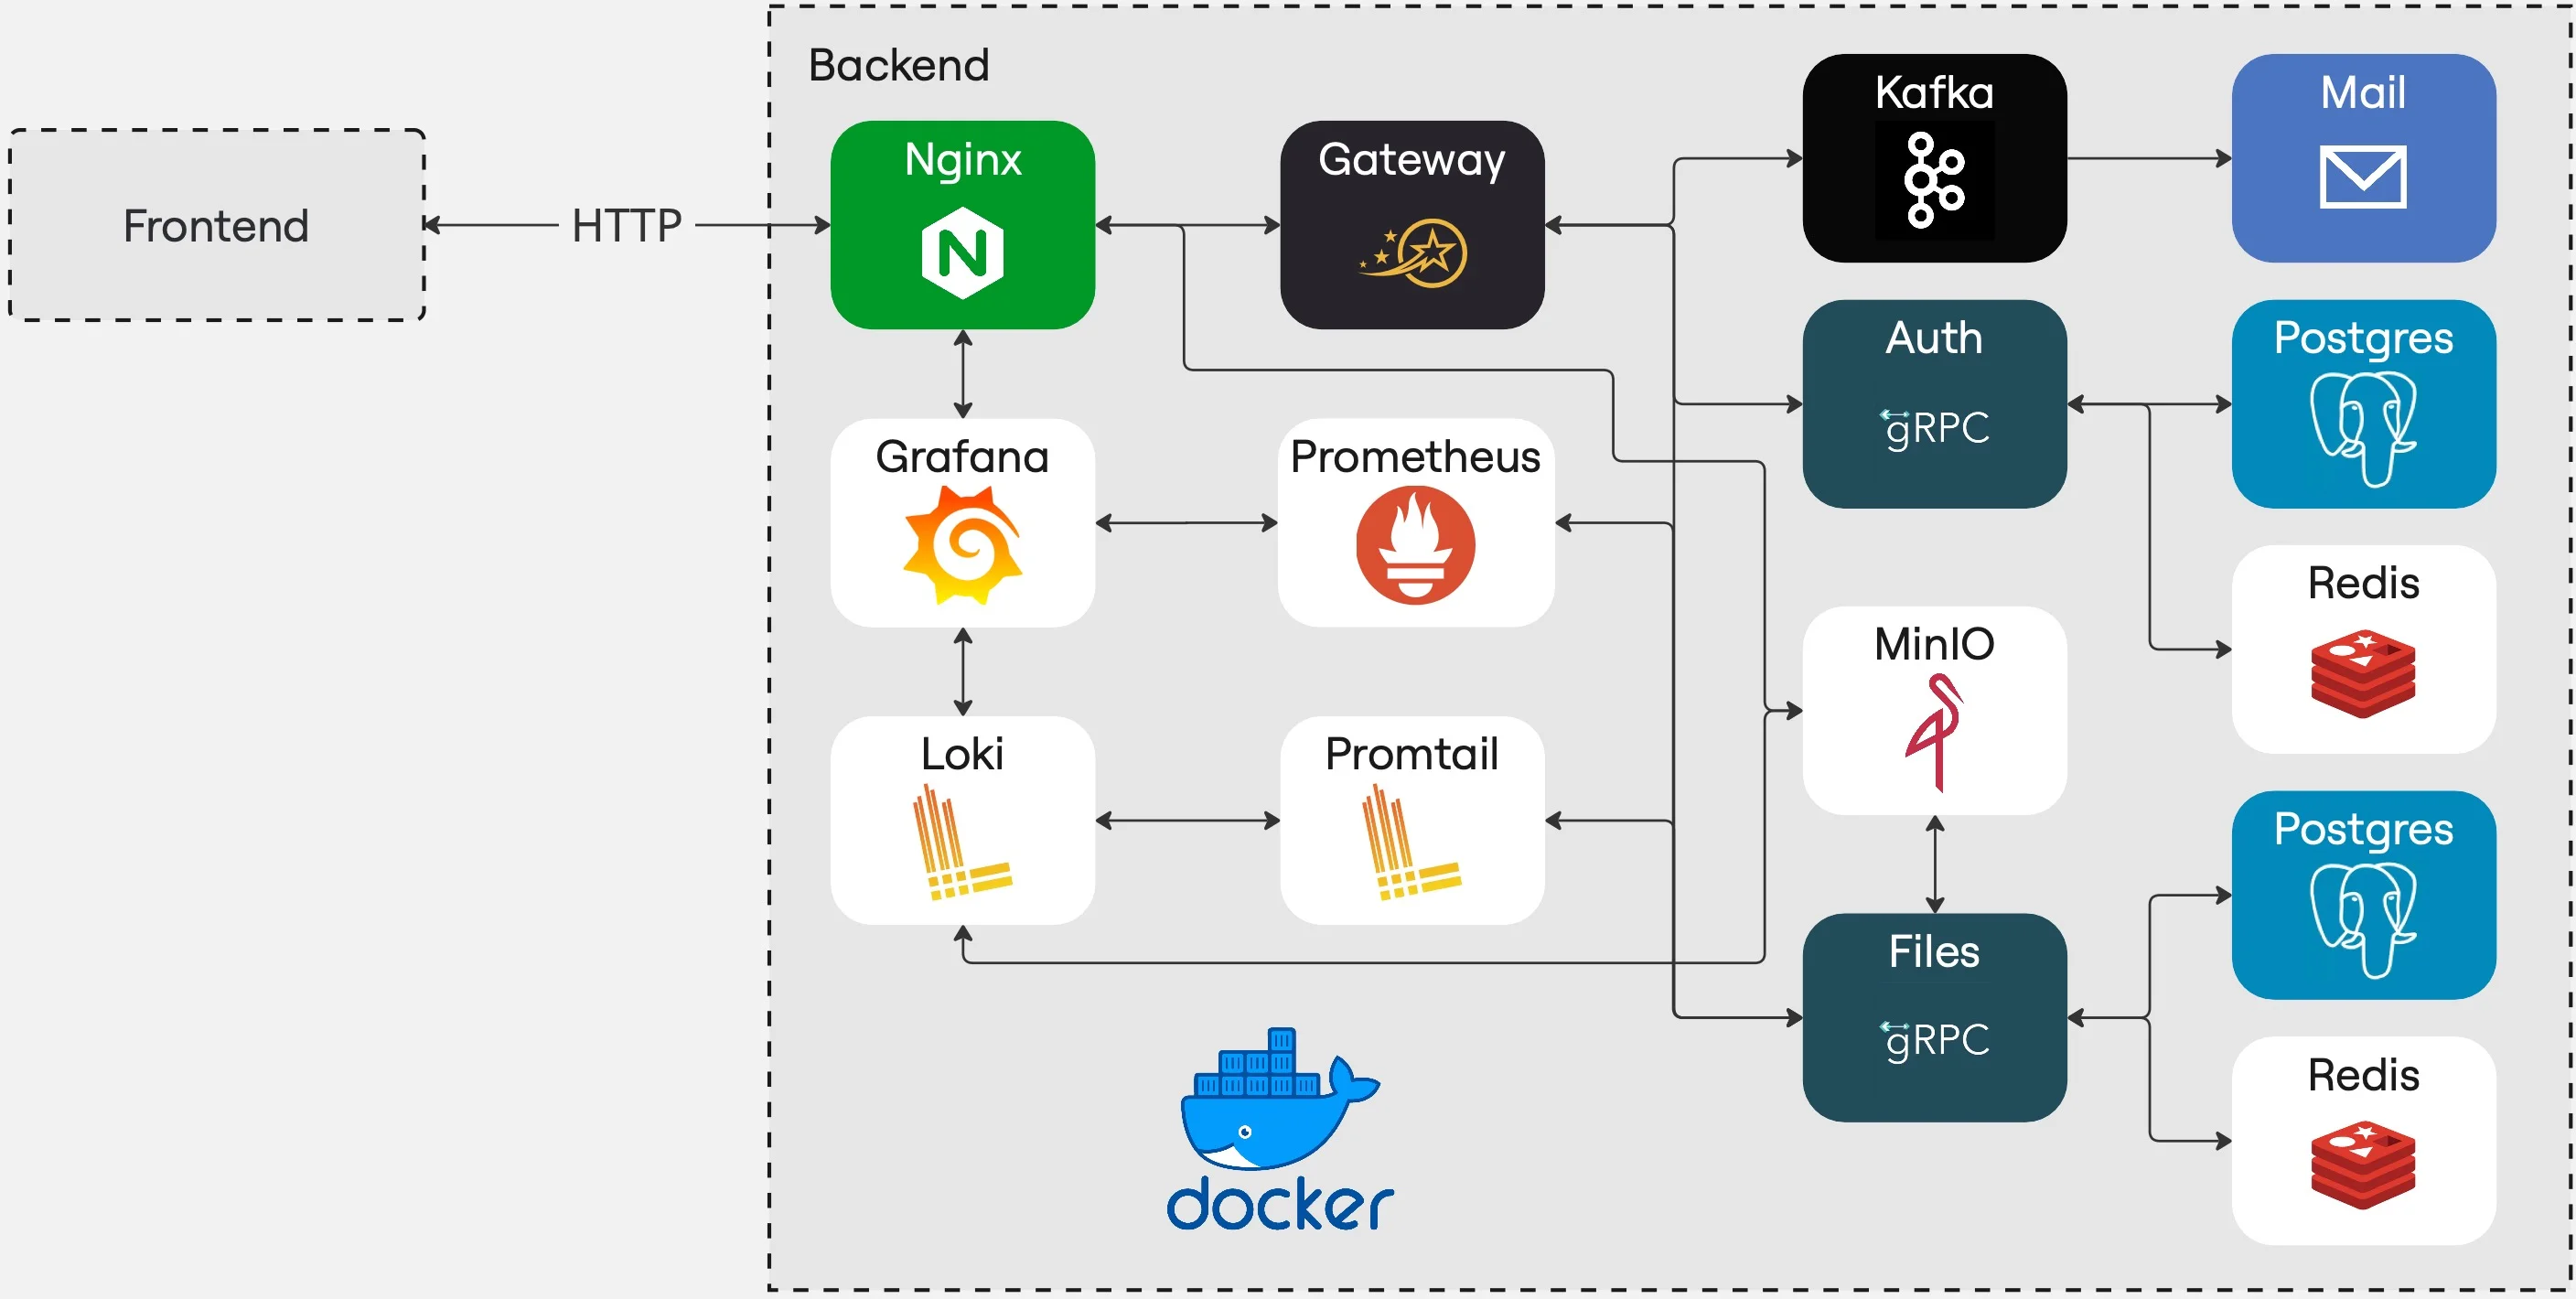 Backend
Frontend
HTTP
Nginx
Gateway
Kafka
Mail
Auth
gRPC
Postgres
Grafana
Prometheus
Redis
MinIO
Loki
Promtail
Postgres
Files
gRPC
Redis
docker